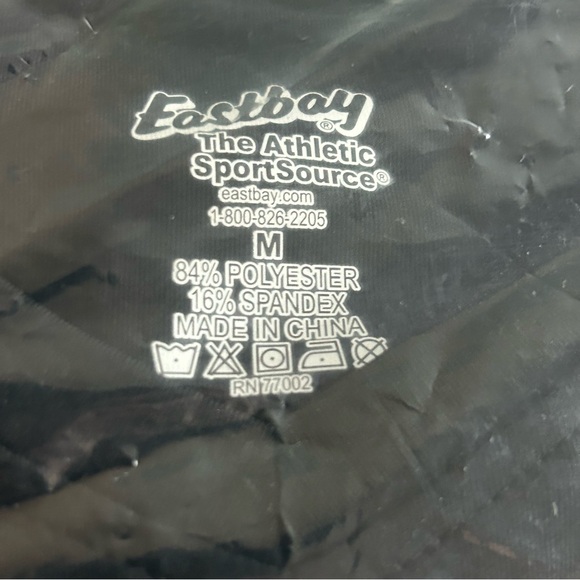 Eastbay®
The Athletic
SportSource®
eastbay.com
1-800-826-2205
M
84% POLYESTER
16% SPANDEX
MADE IN CHINA
RN 77002